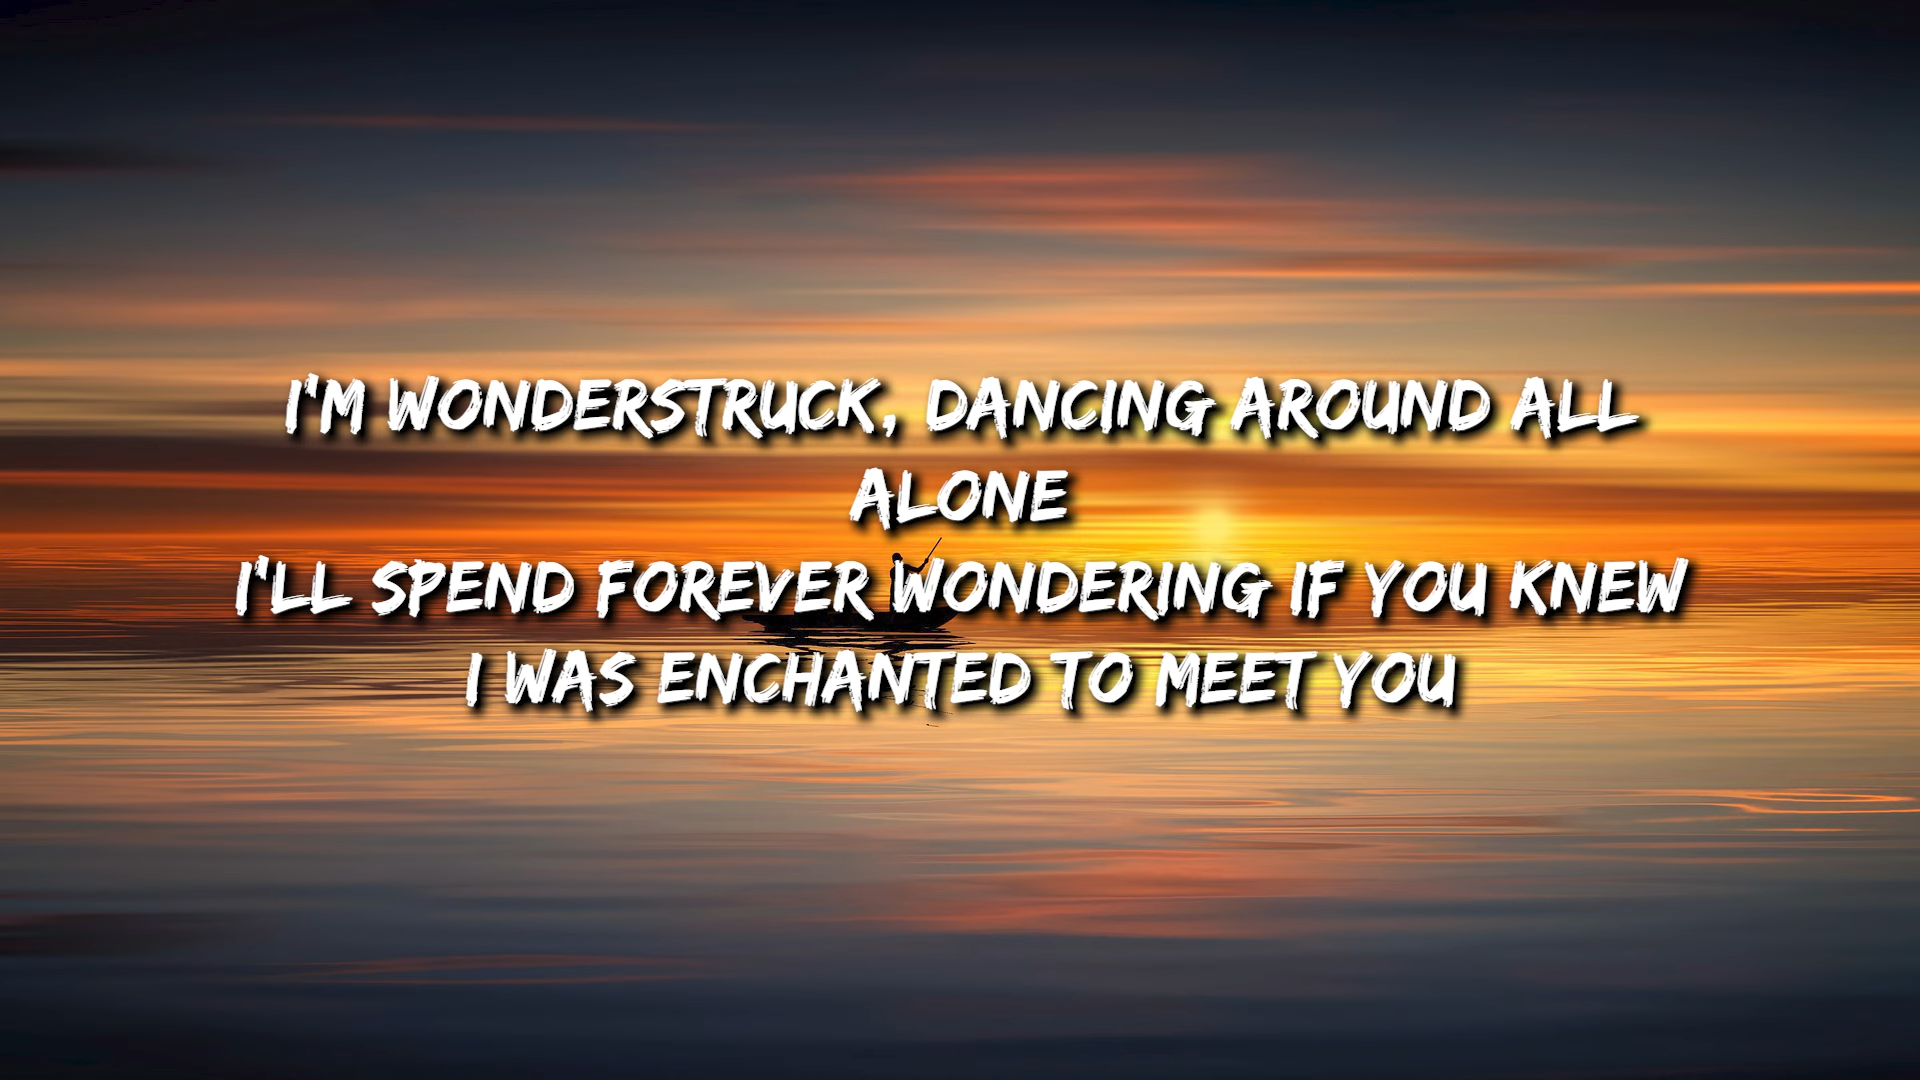 I'M WONDERSTRUCK, DANCING AROUND ALL
ALONE
I'LL SPEND FOREVER WONDERING IF YOU KNEW
I WAS ENCHANTED TO MEET YOU